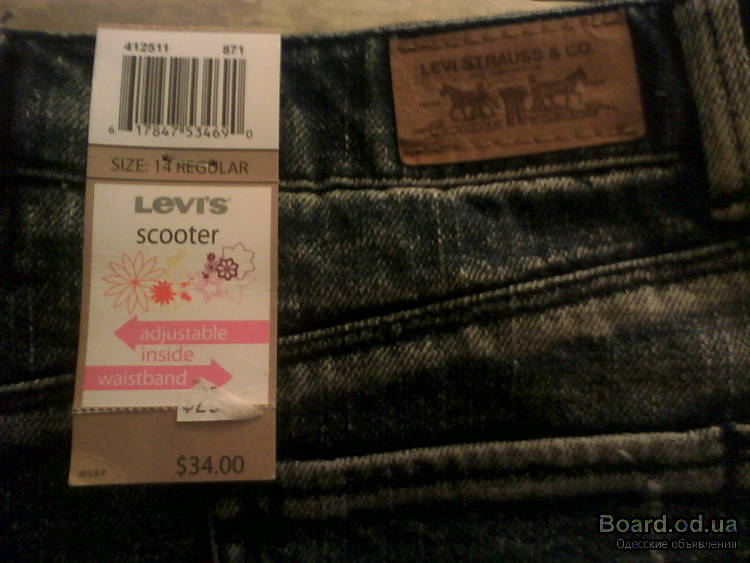 412511 871
6 17847 53469 0
SIZE: 14 REGULAR
LEVI'S
scooter
adjustable
inside
waistband
$34.00
MSRP
LEVI STRAUSS & CO
Board.od.ua
Одесские объявления